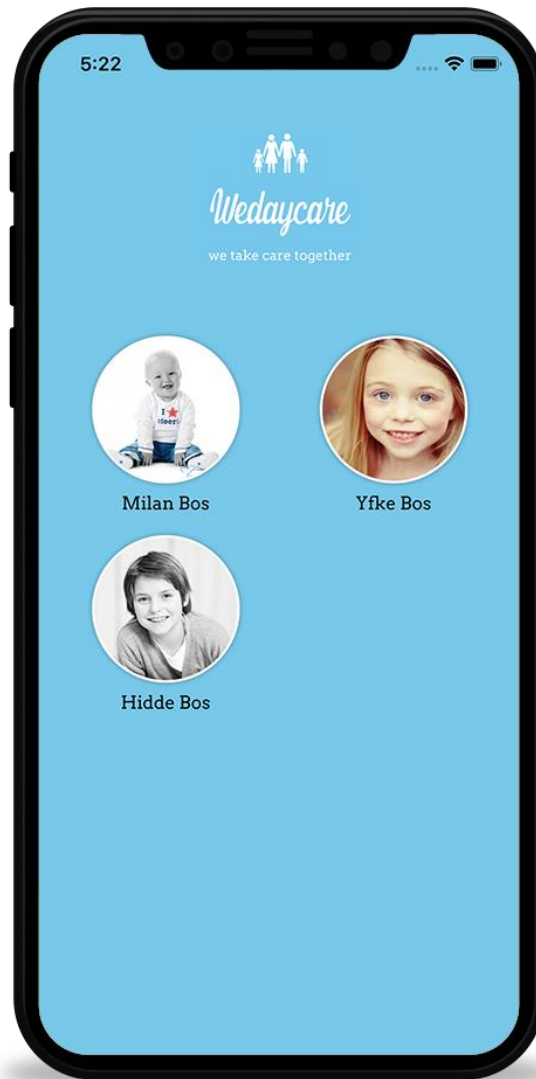 5:22
Wedaycare
we take care together
I ★
Milan Bos
Yfke Bos
Hidde Bos